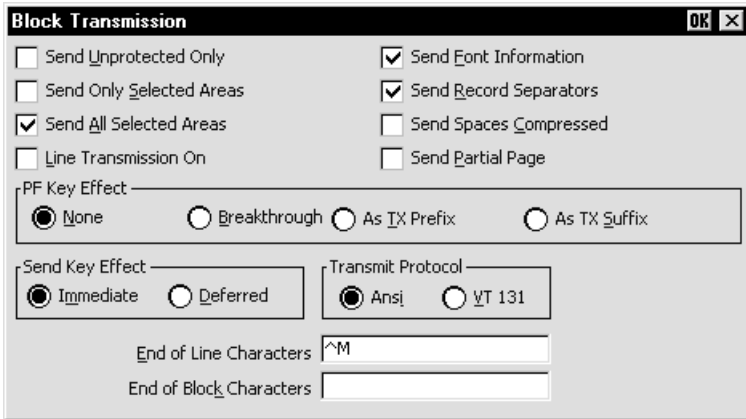 Block Transmission OK
Send Unprotected Only Send Font Information
Send Only Selected Areas Send Record Separators
Send All Selected Areas Send Spaces Compressed
Line Transmission On Send Partial Page
PF Key Effect
None Breakthrough As TX Prefix As TX Suffix
Send Key Effect Transmit Protocol
Immediate Deferred Ansi VT 131
End of Line Characters ^M
End of Block Characters